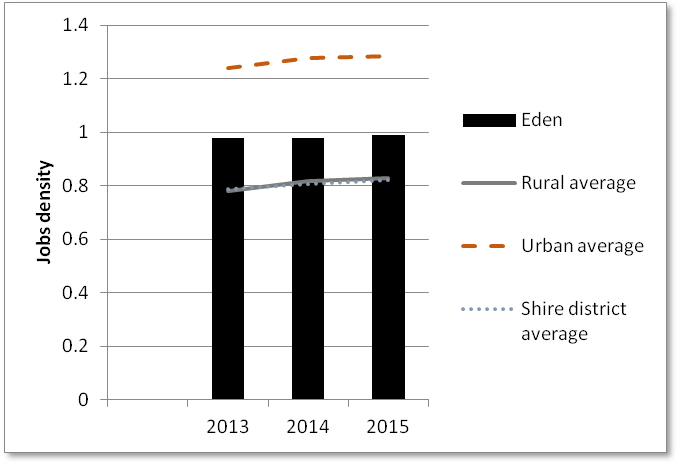 1.4
1.2
1
0.8
0.6
0.4
0.2
0
Jobs density
2013 2014 2015
Eden
Rural average
Urban average
Shire district
average